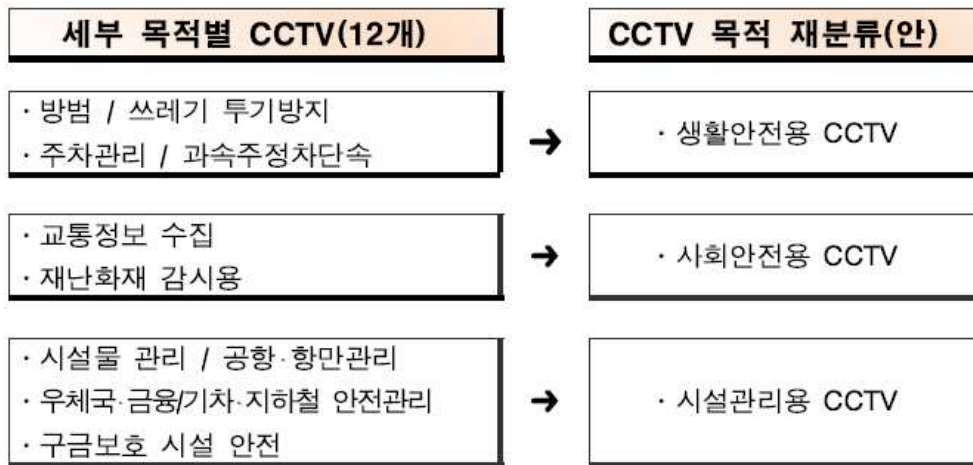 세부 목적별 CCTV(12개)
CCTV 목적 재분류(안)
· 방범 / 쓰레기 투기방지
· 주차관리 / 과속주정차단속
➜
· 생활안전용 CCTV
· 교통정보 수집
· 재난화재 감시용
➜
· 사회안전용 CCTV
· 시설물 관리 / 공항·항만관리
· 우체국·금융/기차·지하철 안전관리
· 구금보호 시설 안전
➜
· 시설관리용 CCTV